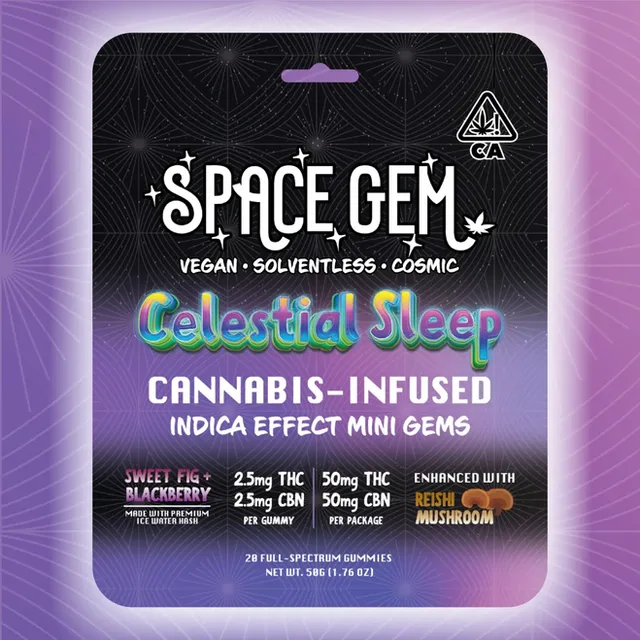 CA
SPACE GEM
VEGAN • SOLVENTLESS • COSMIC
Celestial Sleep
CANNABIS-INFUSED
INDICA EFFECT MINI GEMS
SWEET FIG +
BLACKBERRY
MADE WITH PREMIUM
ICE WATER HASH
2.5mg THC
2.5mg CBN
PER GUMMY
50mg THC
50mg CBN
PER PACKAGE
ENHANCED WITH
REISHI
MUSHROOM
20 FULL-SPECTRUM GUMMIES
NET WT. 50G (1.76 OZ)